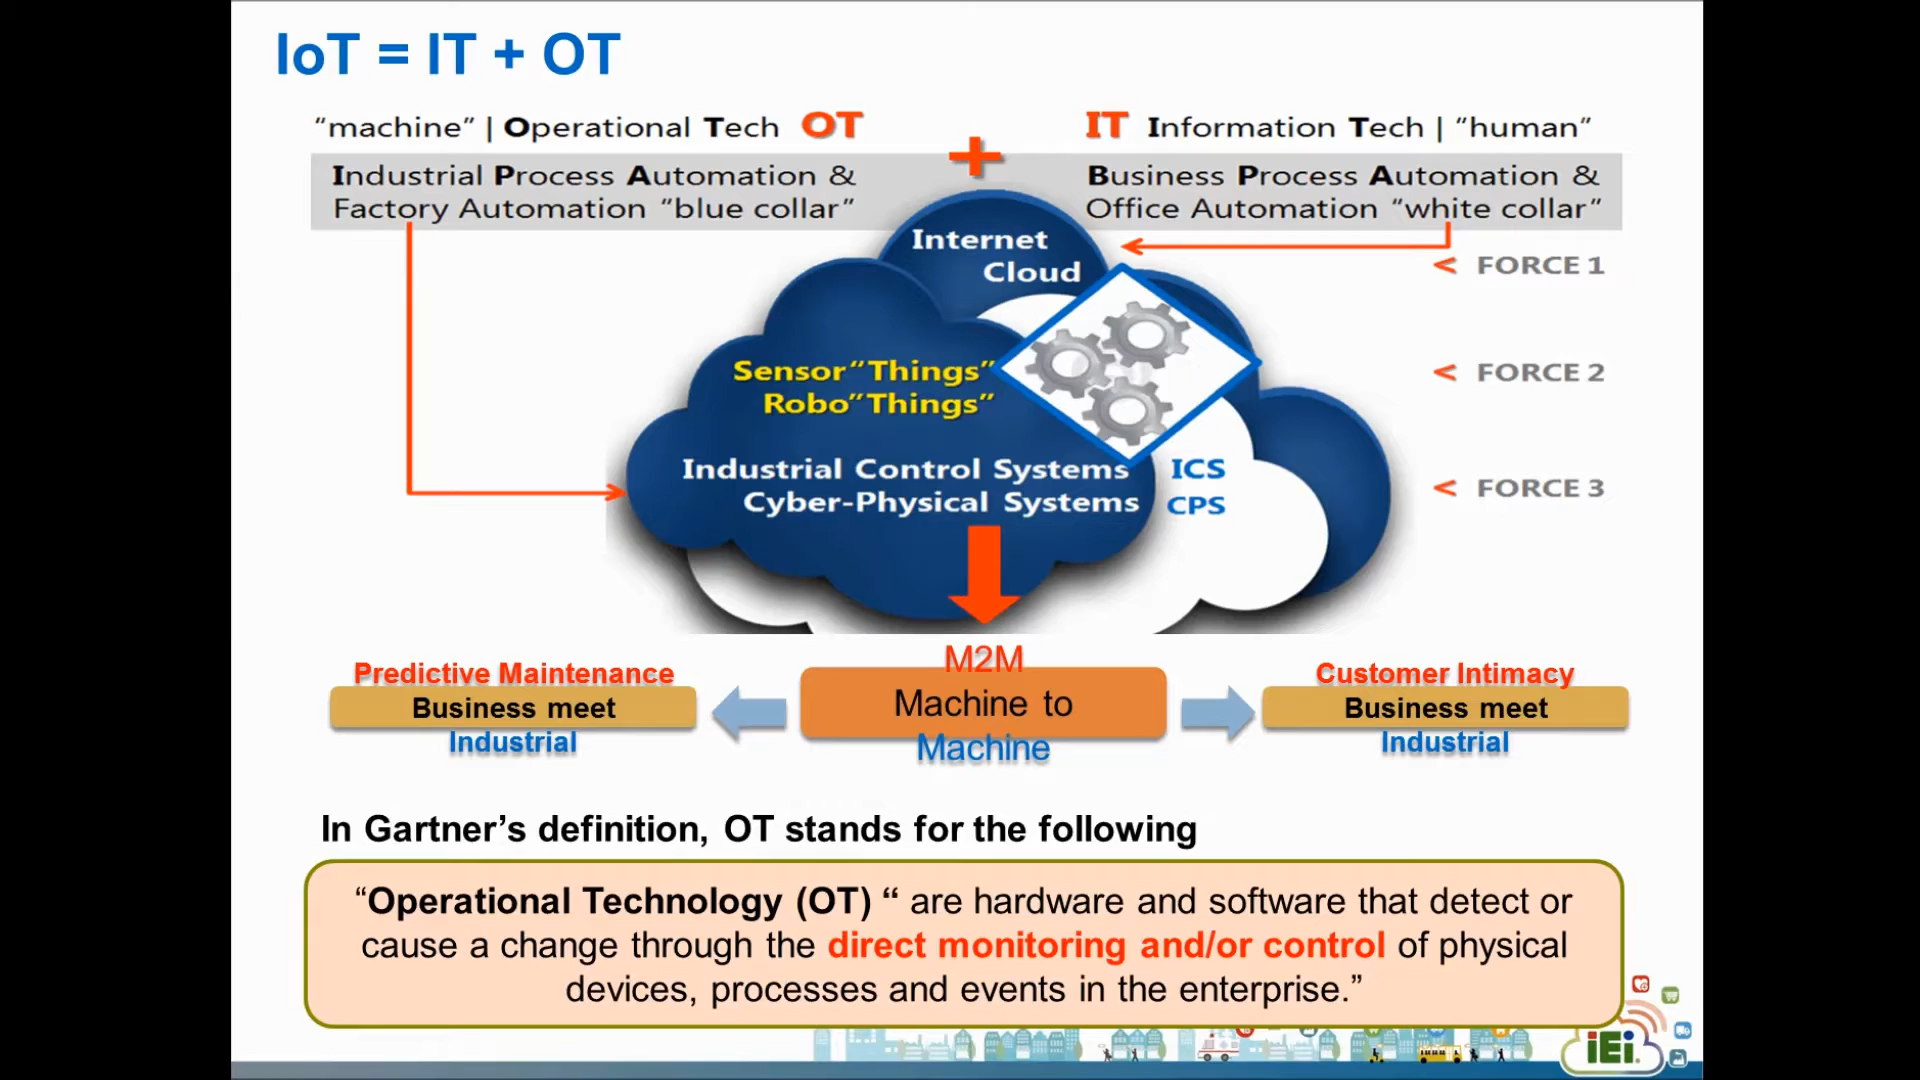 IoT = IT + OT
“machine” | Operational Tech OT
IT Information Tech | “human”
+
Industrial Process Automation &
Factory Automation “blue collar”
Business Process Automation &
Office Automation “white collar”
Internet
Cloud
< FORCE 1
Sensor“Things”
Robo”Things”
< FORCE 2
Industrial Control Systems ICS
Cyber-Physical Systems CPS
< FORCE 3
Predictive Maintenance
Business meet
Industrial
M2M
Machine to
Machine
Customer Intimacy
Business meet
Industrial
In Gartner’s definition, OT stands for the following
“Operational Technology (OT) “ are hardware and software that detect or
cause a change through the direct monitoring and/or control of physical
devices, processes and events in the enterprise.”
iEi